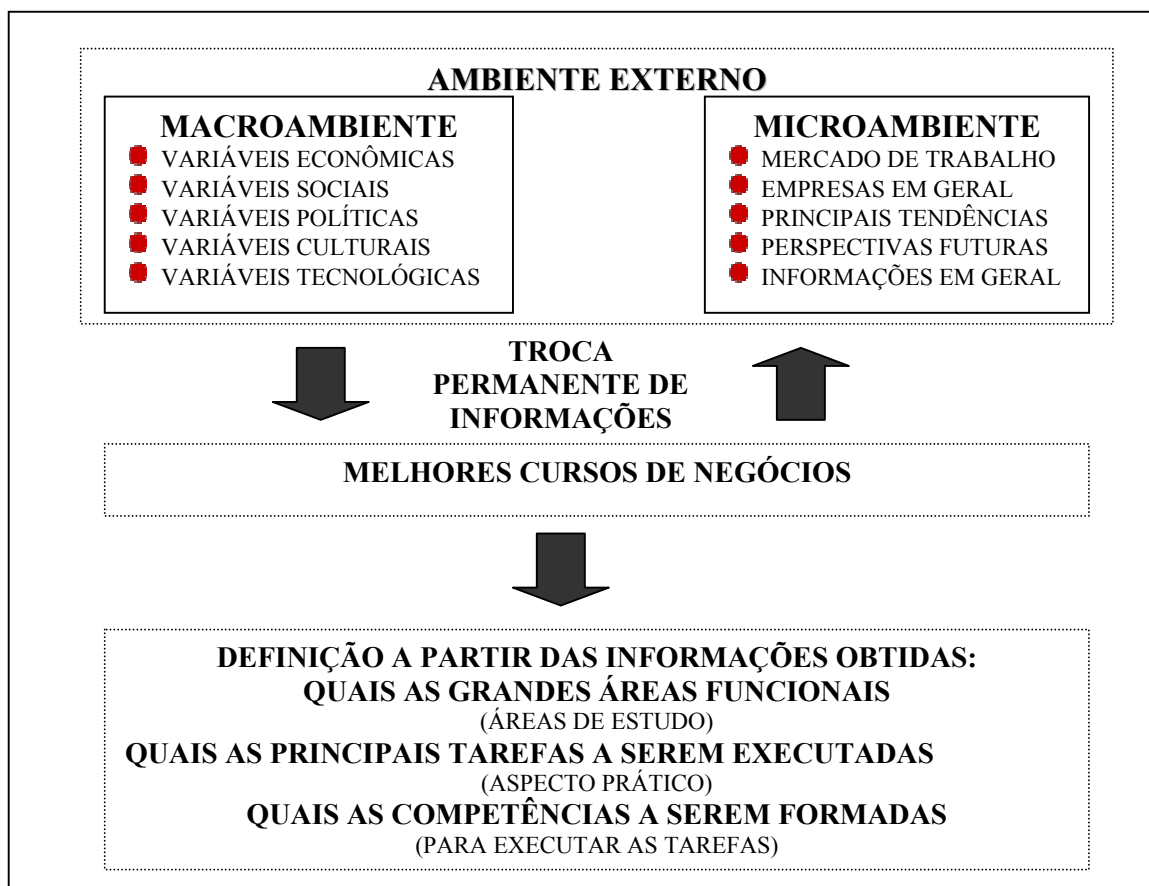 AMBIENTE EXTERNO
MACROAMBIENTE
VARIÁVEIS ECONÔMICAS
VARIÁVEIS SOCIAIS
VARIÁVEIS POLÍTICAS
VARIÁVEIS CULTURAIS
VARIÁVEIS TECNOLÓGICAS
MICROAMBIENTE
MERCADO DE TRABALHO
EMPRESAS EM GERAL
PRINCIPAIS TENDÊNCIAS
PERSPECTIVAS FUTURAS
INFORMAÇÕES EM GERAL
TROCA
PERMANENTE DE
INFORMAÇÕES
MELHORES CURSOS DE NEGÓCIOS
DEFINIÇÃO A PARTIR DAS INFORMAÇÕES OBTIDAS:
QUAIS AS GRANDES ÁREAS FUNCIONAIS
(ÁREAS DE ESTUDO)
QUAIS AS PRINCIPAIS TAREFAS A SEREM EXECUTADAS
(ASPECTO PRÁTICO)
QUAIS AS COMPETÊNCIAS A SEREM FORMADAS
(PARA EXECUTAR AS TAREFAS)